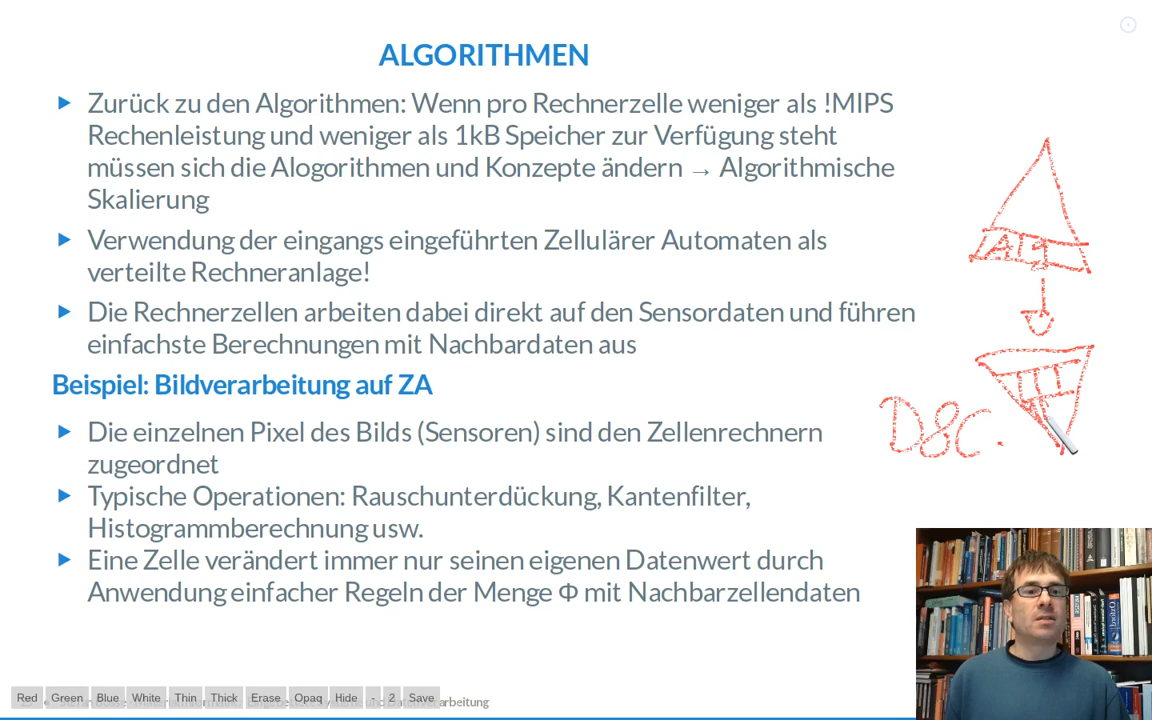 ALGORITHMEN
Zurück zu den Algorithmen: Wenn pro Rechnerzelle weniger als !MIPS
Rechenleistung und weniger als 1kB Speicher zur Verfügung steht
müssen sich die Alogorithmen und Konzepte ändern → Algorithmische
Skalierung
Verwendung der eingangs eingeführten Zellulärer Automaten als
verteilte Rechneranlage!
Die Rechnerzellen arbeiten dabei direkt auf den Sensordaten und führen
einfachste Berechnungen mit Nachbardaten aus
Beispiel: Bildverarbeitung auf ZA
Die einzelnen Pixel des Bilds (Sensoren) sind den Zellenrechnern
zugeordnet
Typische Operationen: Rauschunterdückung, Kantenfilter,
Histogrammberechnung usw.
Eine Zelle verändert immer nur seinen eigenen Datenwert durch
Anwendung einfacher Regeln der Menge Φ mit Nachbarzellendaten
Alg
DSC.
Red Green Blue White Thin Thick Erase Opaq Hide - 2 Save